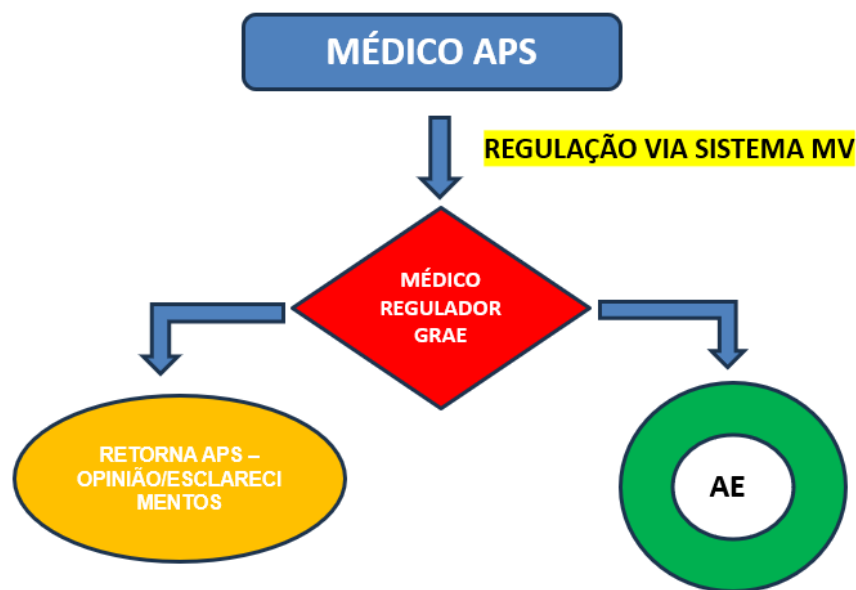 MÉDICO APS
REGULAÇÃO VIA SISTEMA MV
MÉDICO
REGULADOR
GRAE
RETORNA APS –
OPINIÃO/ESCLARECI
MENTOS
AE